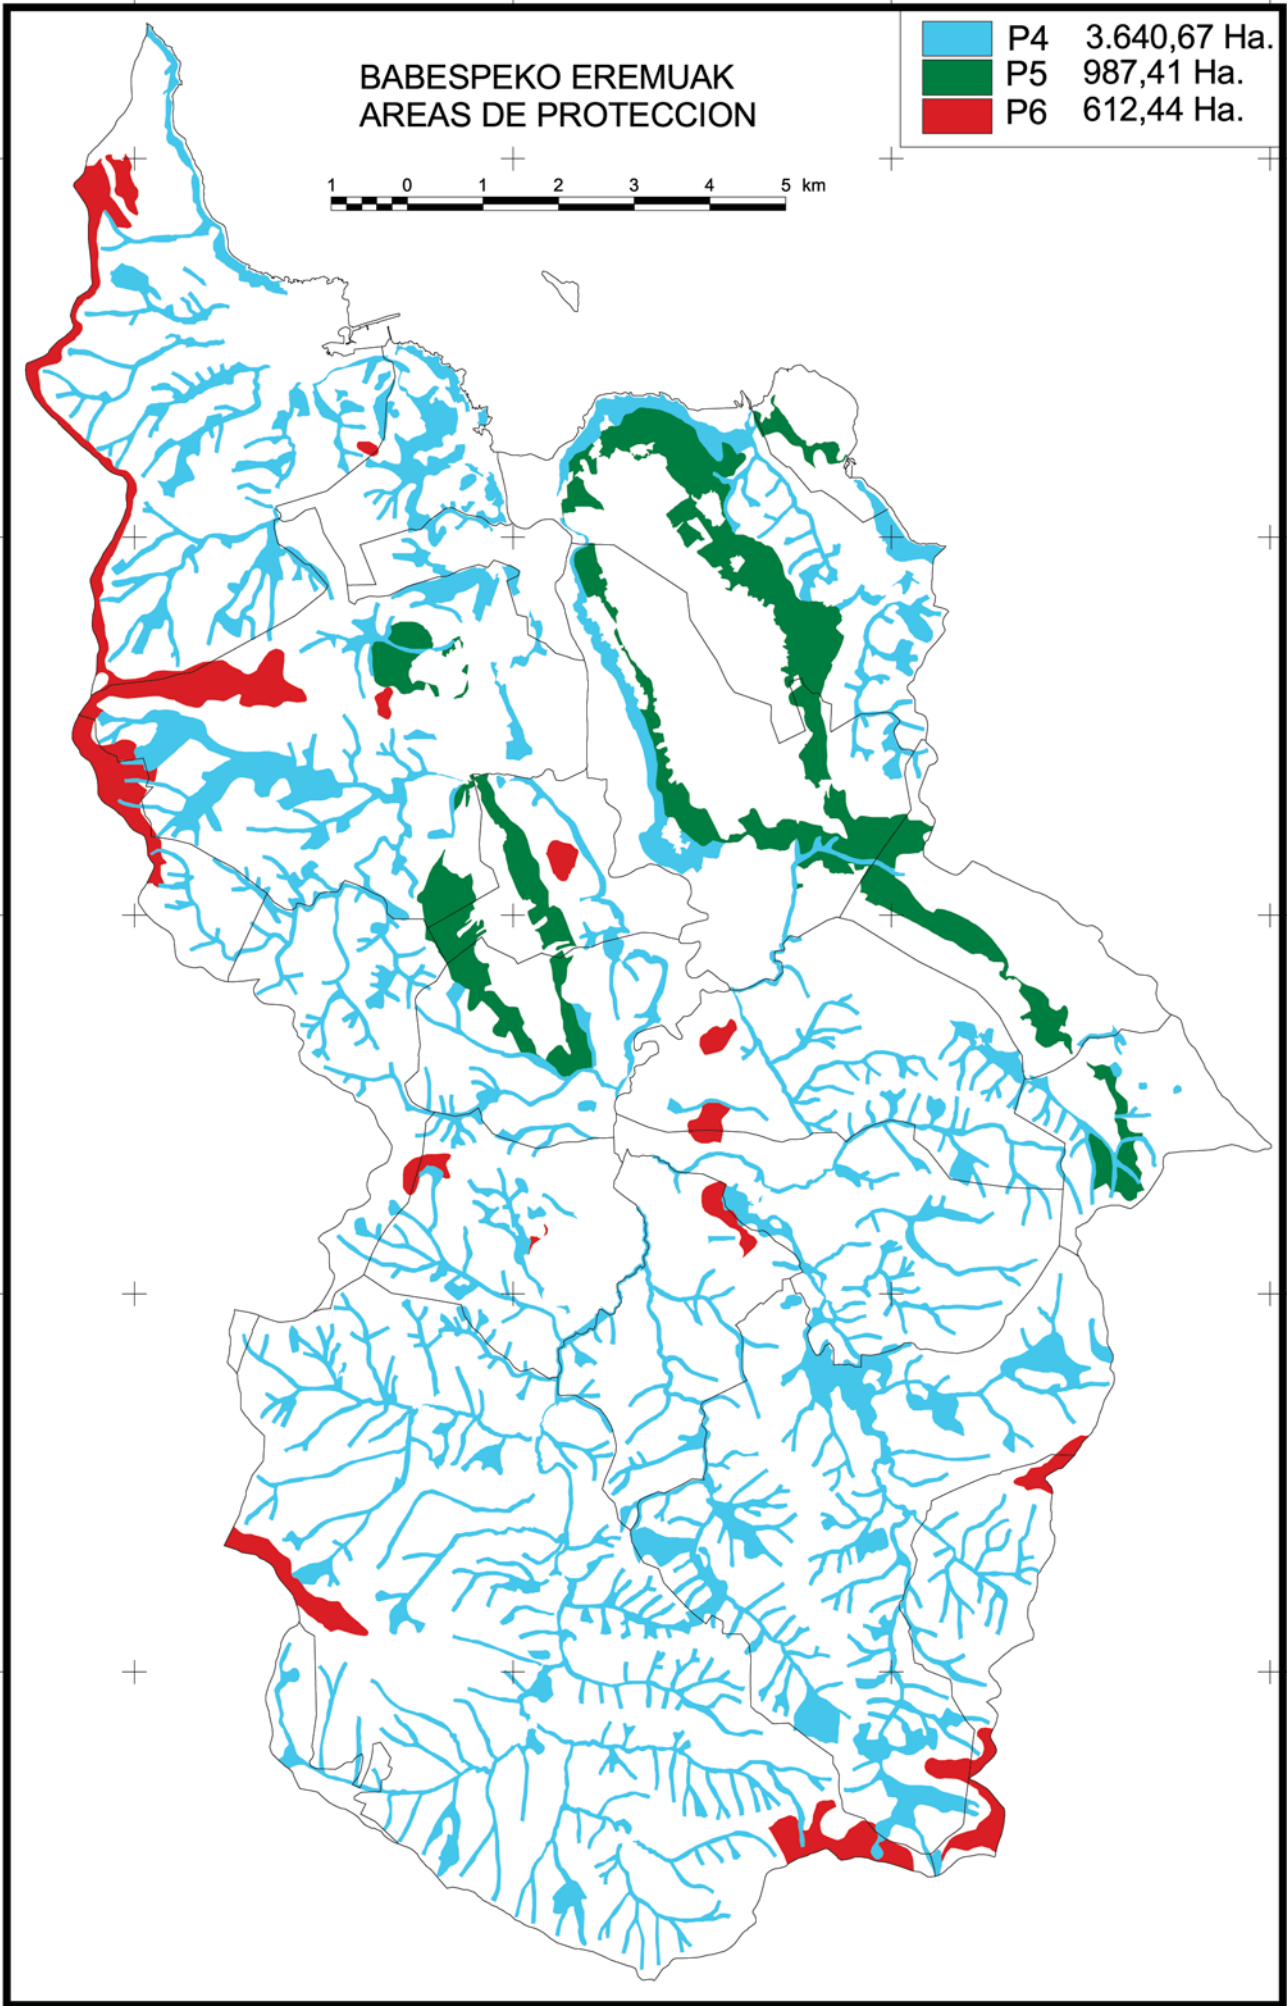 BABESPEKO EREMUAK
AREAS DE PROTECCION
P4 3.640,67 Ha.
P5 987,41 Ha.
P6 612,44 Ha.
1 0 1 2 3 4 5 km